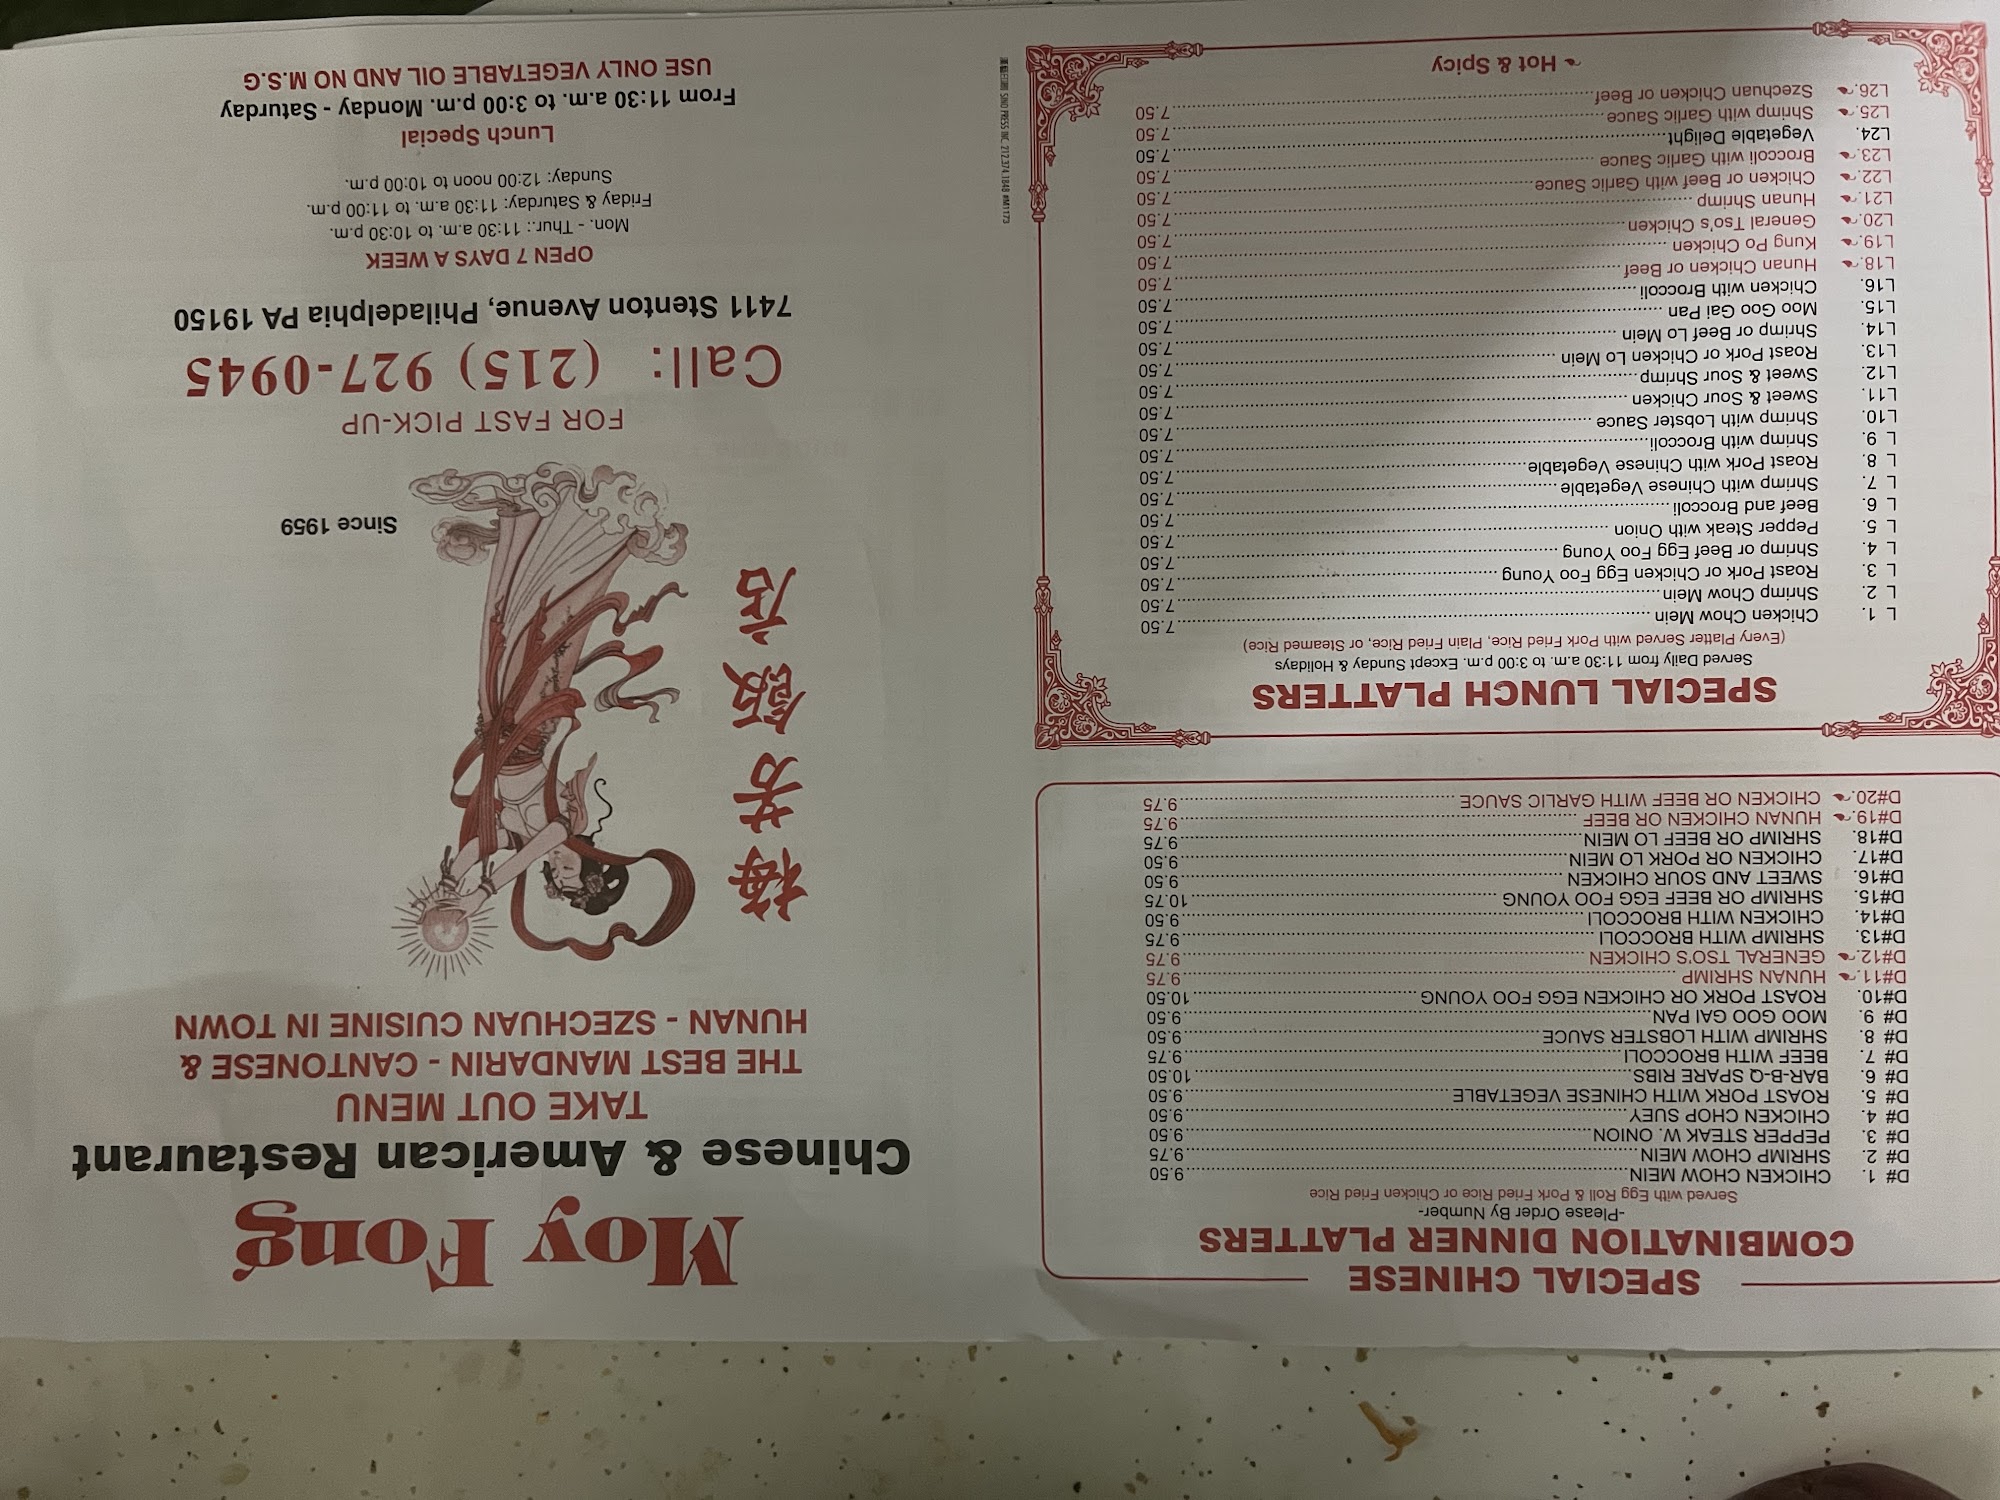 SPECIAL CHINESE
COMBINATION DINNER PLATTERS
-Please Order By Number-
Served with Egg Roll & Pork Fried Rice or Chicken Fried Rice
D# 1. CHICKEN CHOW MEIN 9.50
D# 2. SHRIMP CHOW MEIN 9.75
D# 3. PEPPER STEAK W. ONION 9.50
D# 4. CHICKEN CHOP SUEY 9.50
D# 5. ROAST PORK WITH CHINESE VEGETABLE 9.50
D# 6. BAR-B-Q SPARE RIBS 10.50
D# 7. BEEF WITH BROCCOLI 9.75
D# 8. SHRIMP WITH LOBSTER SAUCE 9.50
D# 9. MOO GOO GAI PAN 9.50
D#10. ROAST PORK OR CHICKEN EGG FOO YOUNG 10.50
D#11. HUNAN SHRIMP 9.75
D#12. GENERAL TSO'S CHICKEN 9.75
D#13. SHRIMP WITH BROCCOLI 9.75
D#14. CHICKEN WITH BROCCOLI 9.50
D#15. SHRIMP OR BEEF EGG FOO YOUNG 10.75
D#16. SWEET AND SOUR CHICKEN 9.50
D#17. CHICKEN OR PORK LO MEIN 9.50
D#18. SHRIMP OR BEEF LO MEIN 9.75
D#19. HUNAN CHICKEN OR BEEF 9.75
D#20. CHICKEN OR BEEF WITH GARLIC SAUCE 9.75
SPECIAL LUNCH PLATTERS
Served Daily from 11:30 a.m. to 3:00 p.m. Except Sunday & Holidays
(Every Platter Served with Pork Fried Rice, Plain Fried Rice, or Steamed Rice)
L 1. Chicken Chow Mein 7.50
L 2. Shrimp Chow Mein 7.50
L 3. Roast Pork or Chicken Egg Foo Young 7.50
L 4. Shrimp or Beef Egg Foo Young 7.50
L 5. Pepper Steak with Onion 7.50
L 6. Beef and Broccoli 7.50
L 7. Shrimp with Chinese Vegetable 7.50
L 8. Roast Pork with Chinese Vegetable 7.50
L 9. Shrimp with Broccoli 7.50
L10. Shrimp with Lobster Sauce 7.50
L11. Sweet & Sour Chicken 7.50
L12. Sweet & Sour Shrimp 7.50
L13. Roast Pork or Chicken Lo Mein 7.50
L14. Shrimp or Beef Lo Mein 7.50
L15. Moo Goo Gai Pan 7.50
L16. Chicken with Broccoli 7.50
L18. Hunan Chicken or Beef 7.50
L19. Kung Po Chicken 7.50
L20. General Tso's Chicken 7.50
L21. Hunan Shrimp 7.50
L22. Chicken or Beef with Garlic Sauce 7.50
L23. Broccoli with Garlic Sauce 7.50
L24. Vegetable Delight 7.50
L25. Shrimp with Garlic Sauce 7.50
L26. Szechuan Chicken or Beef 7.50
Hot & Spicy
SINO PRESS INC. 212.374.1848 #M1173
Moy Fong
Chinese & American Restaurant
TAKE OUT MENU
THE BEST MANDARIN - CANTONESE &
HUNAN - SZECHUAN CUISINE IN TOWN
梅芳飯店
Since 1959
FOR FAST PICK-UP
Call: (215) 927-0945
7411 Stenton Avenue, Philadelphia PA 19150
OPEN 7 DAYS A WEEK
Mon. - Thur.: 11:30 a.m. to 10:30 p.m.
Friday & Saturday: 11:30 a.m. to 11:00 p.m.
Sunday: 12:00 noon to 10:00 p.m.
Lunch Special
From 11:30 a.m. to 3:00 p.m. Monday - Saturday
USE ONLY VEGETABLE OIL AND NO M.S.G